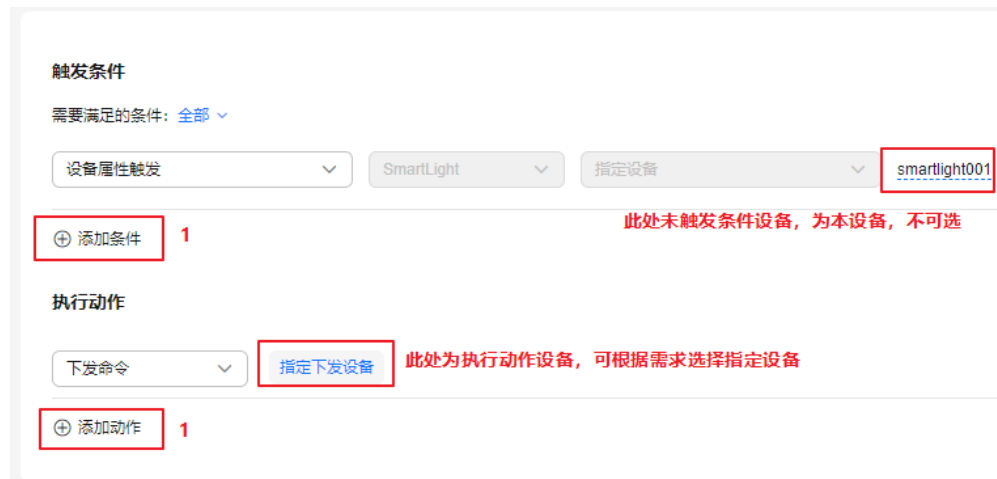 触发条件
需要满足的条件: 全部
设备属性触发 SmartLight 指定设备 smartlight001
此处未触发条件设备，为本设备，不可选
添加条件 1
执行动作
下发命令 指定下发设备 此处为执行动作设备，可根据需求选择指定设备
添加动作 1